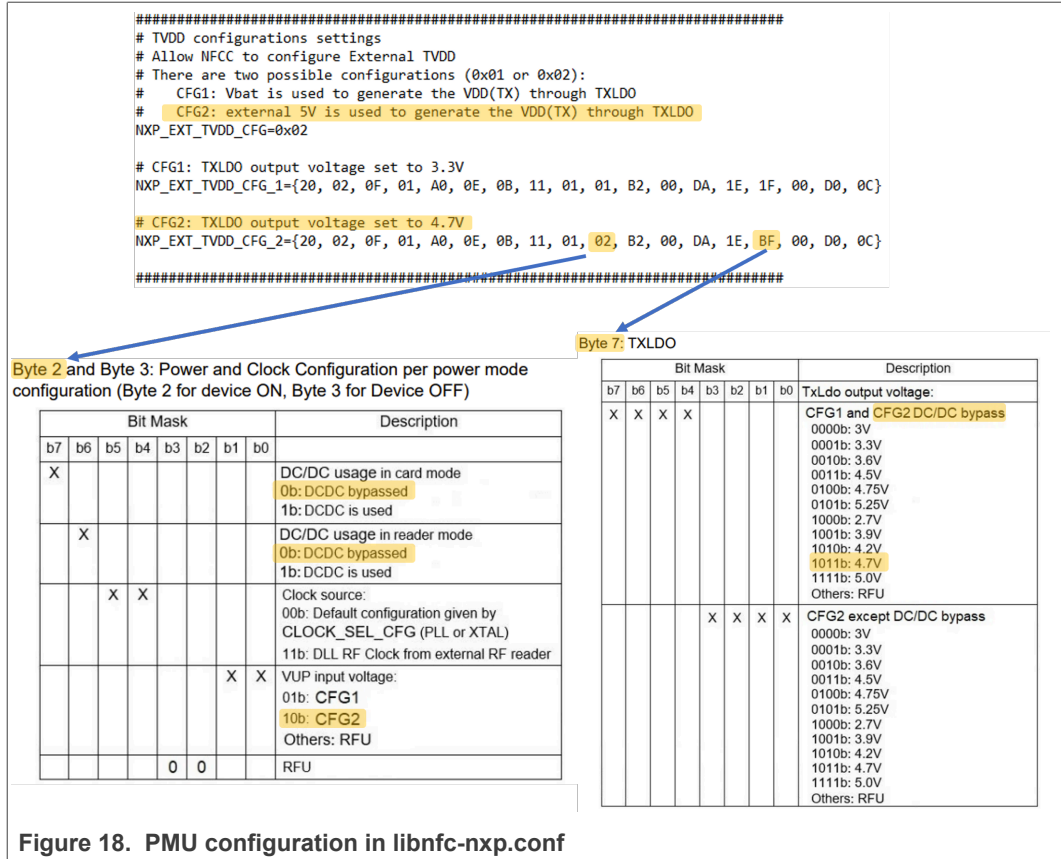 ################################################################################
# TVDD configurations settings
# Allow NFCC to configure External TVDD
# There are two possible configurations (0x01 or 0x02):
#   CFG1: Vbat is used to generate the VDD(TX) through TXLDO
#   CFG2: external 5V is used to generate the VDD(TX) through TXLDO
NXP_EXT_TVDD_CFG=0x02
# CFG1: TXLDO output voltage set to 3.3V
NXP_EXT_TVDD_CFG_1={20, 02, 0F, 01, A0, 0E, 0B, 11, 01, 01, B2, 00, DA, 1E, 1F, 00, D0, 0C}
# CFG2: TXLDO output voltage set to 4.7V
NXP_EXT_TVDD_CFG_2={20, 02, 0F, 01, A0, 0E, 0B, 11, 01, 02, B2, 00, DA, 1E, BF, 00, D0, 0C}
################################################################################
Byte 2 and Byte 3: Power and Clock Configuration per power mode
configuration (Byte 2 for device ON, Byte 3 for Device OFF)
Bit Mask Description
b7 b6 b5 b4 b3 b2 b1 b0
X DC/DC usage in card mode
0b: DCDC bypassed
1b: DCDC is used
X DC/DC usage in reader mode
0b: DCDC bypassed
1b: DCDC is used
X X Clock source:
00b: Default configuration given by
CLOCK_SEL_CFG (PLL or XTAL)
11b: DLL RF Clock from external RF reader
X X VUP input voltage:
01b: CFG1
10b: CFG2
Others: RFU
0 0 RFU
Byte 7: TXLDO
Bit Mask Description
b7 b6 b5 b4 b3 b2 b1 b0 TxLdo output voltage:
X X X X CFG1 and CFG2 DC/DC bypass
0000b: 3V
0001b: 3.3V
0010b: 3.6V
0011b: 4.5V
0100b: 4.75V
0101b: 5.25V
1000b: 2.7V
1001b: 3.9V
1010b: 4.2V
1011b: 4.7V
1111b: 5.0V
Others: RFU
X X X X CFG2 except DC/DC bypass
0000b: 3V
0001b: 3.3V
0010b: 3.6V
0011b: 4.5V
0100b: 4.75V
0101b: 5.25V
1000b: 2.7V
1001b: 3.9V
1010b: 4.2V
1011b: 4.7V
1111b: 5.0V
Others: RFU
Figure 18. PMU configuration in libnfc-nxp.conf